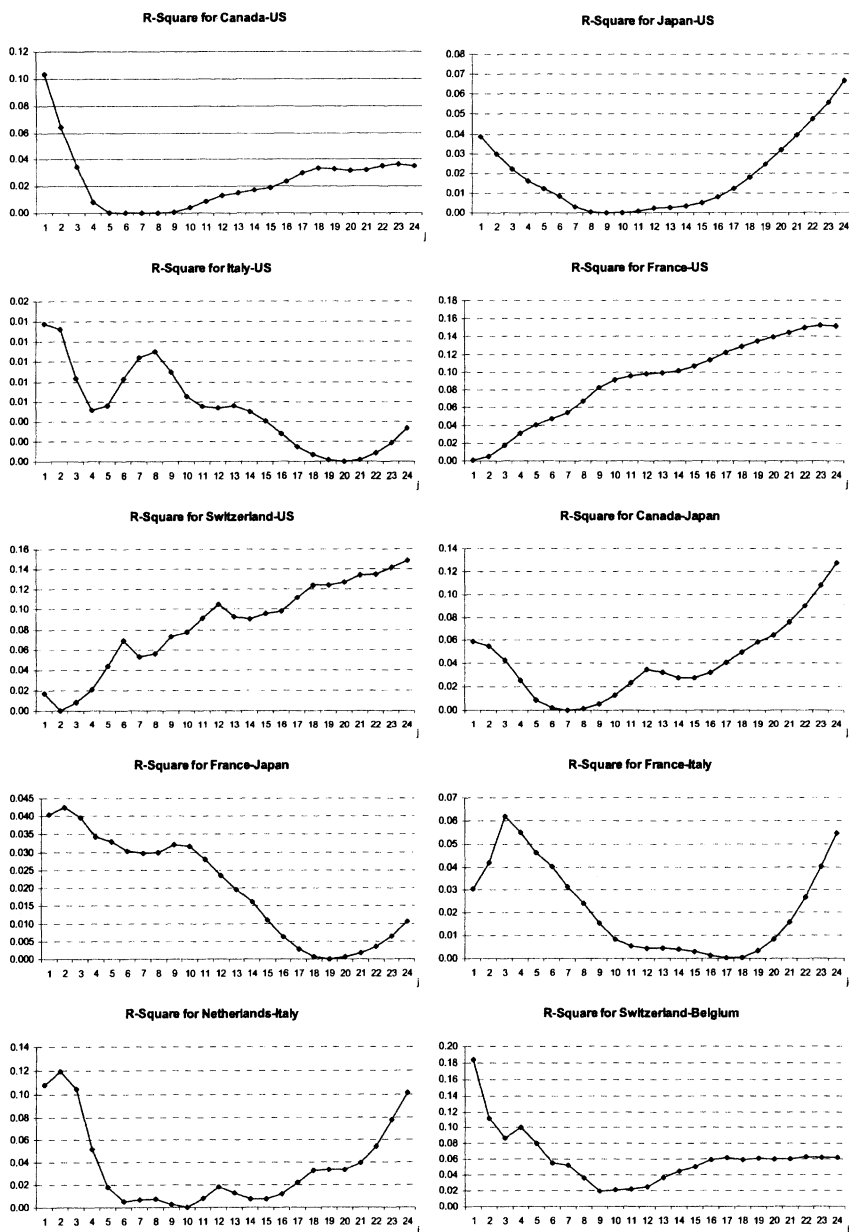 R-Square for Canada-US
0.12
0.10
0.08
0.06
0.04
0.02
0.00
1 2 3 4 5 6 7 8 9 10 11 12 13 14 15 16 17 18 19 20 21 22 23 24
j
R-Square for Japan-US
0.08
0.07
0.06
0.05
0.04
0.03
0.02
0.01
0.00
1 2 3 4 5 6 7 8 9 10 11 12 13 14 15 16 17 18 19 20 21 22 23 24
j
R-Square for Italy-US
0.02
0.01
0.01
0.01
0.01
0.01
0.00
0.00
0.00
1 2 3 4 5 6 7 8 9 10 11 12 13 14 15 16 17 18 19 20 21 22 23 24
j
R-Square for France-US
0.18
0.16
0.14
0.12
0.10
0.08
0.06
0.04
0.02
0.00
1 2 3 4 5 6 7 8 9 10 11 12 13 14 15 16 17 18 19 20 21 22 23 24
j
R-Square for Switzerland-US
0.16
0.14
0.12
0.10
0.08
0.06
0.04
0.02
0.00
1 2 3 4 5 6 7 8 9 10 11 12 13 14 15 16 17 18 19 20 21 22 23 24
j
R-Square for Canada-Japan
0.14
0.12
0.10
0.08
0.06
0.04
0.02
0.00
1 2 3 4 5 6 7 8 9 10 11 12 13 14 15 16 17 18 19 20 21 22 23 24
j
R-Square for France-Japan
0.045
0.040
0.035
0.030
0.025
0.020
0.015
0.010
0.005
0.000
1 2 3 4 5 6 7 8 9 10 11 12 13 14 15 16 17 18 19 20 21 22 23 24
j
R-Square for France-Italy
0.07
0.06
0.05
0.04
0.03
0.02
0.01
0.00
1 2 3 4 5 6 7 8 9 10 11 12 13 14 15 16 17 18 19 20 21 22 23 24
j
R-Square for Netherlands-Italy
0.14
0.12
0.10
0.08
0.06
0.04
0.02
0.00
1 2 3 4 5 6 7 8 9 10 11 12 13 14 15 16 17 18 19 20 21 22 23 24
j
R-Square for Switzerland-Belgium
0.20
0.18
0.16
0.14
0.12
0.10
0.08
0.06
0.04
0.02
0.00
1 2 3 4 5 6 7 8 9 10 11 12 13 14 15 16 17 18 19 20 21 22 23 24
j